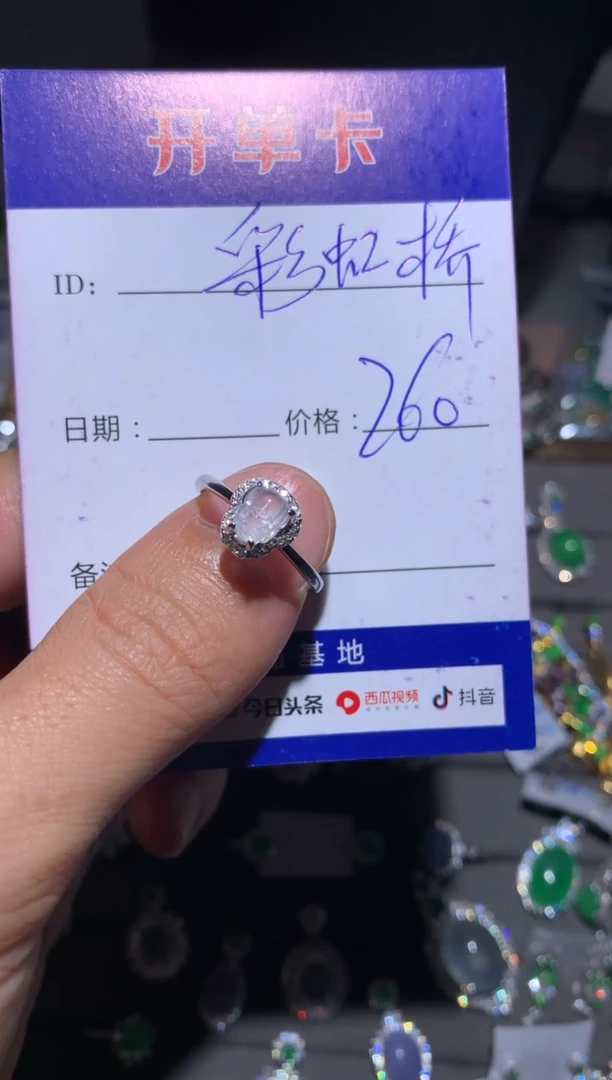 开单卡
ID: 彩虹桥
日期: 价格: 260
备
基地
今日头条 西瓜视频 抖音